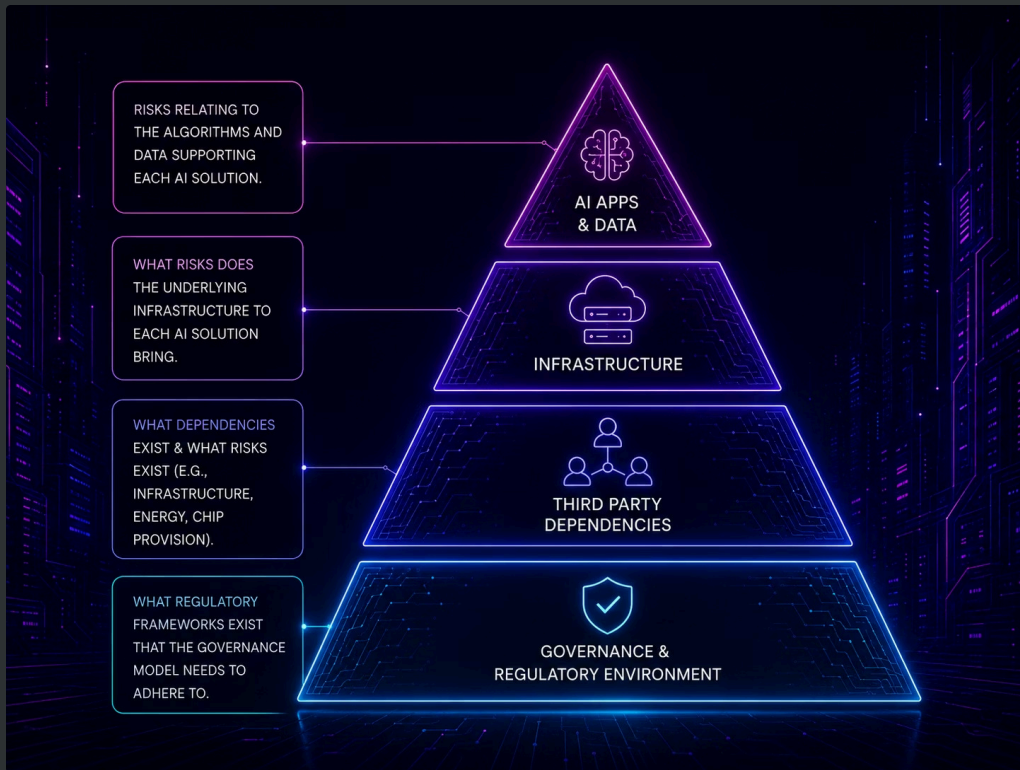 RISKS RELATING TO
THE ALGORITHMS AND
DATA SUPPORTING
EACH AI SOLUTION.
AI APPS
& DATA
WHAT RISKS DOES
THE UNDERLYING
INFRASTRUCTURE TO
EACH AI SOLUTION
BRING.
INFRASTRUCTURE
WHAT DEPENDENCIES
EXIST & WHAT RISKS
EXIST (E.G.,
INFRASTRUCTURE,
ENERGY, CHIP
PROVISION).
THIRD PARTY
DEPENDENCIES
WHAT REGULATORY
FRAMEWORKS EXIST
THAT THE GOVERNANCE
MODEL NEEDS TO
ADHERE TO.
GOVERNANCE &
REGULATORY ENVIRONMENT